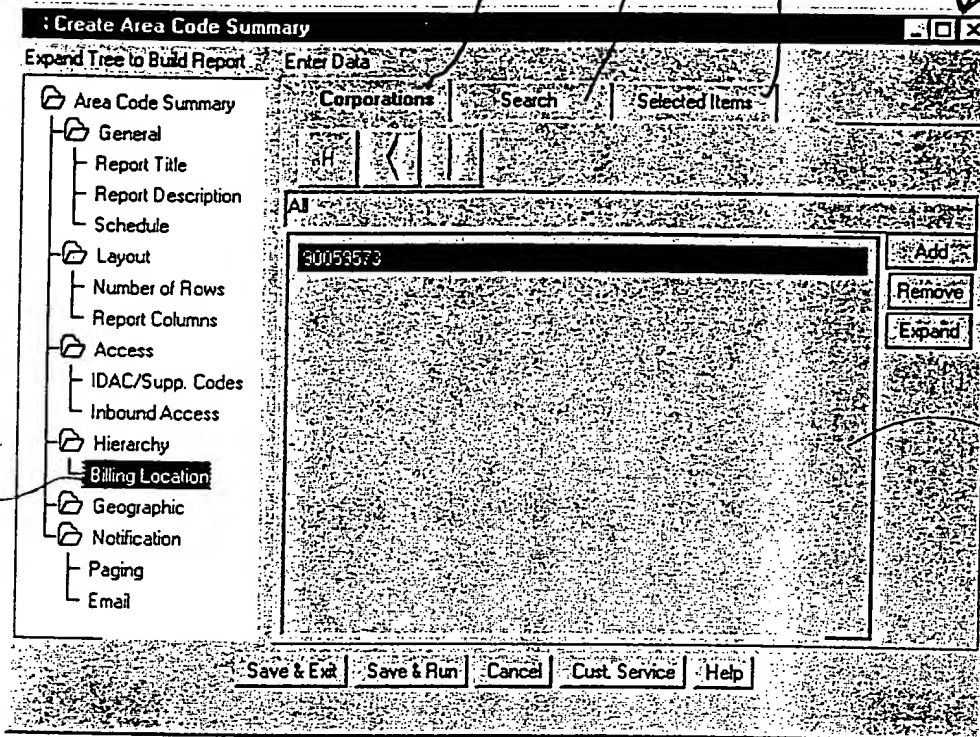 : Create Area Code Summary
Expand Tree to Build Report
Enter Data
Area Code Summary
General
Report Title
Report Description
Schedule
Layout
Number of Rows
Report Columns
Access
IDAC/Supp. Codes
Inbound Access
Hierarchy
Billing Location
Geographic
Notification
Paging
Email
Corporations
Search
Selected Items
H < |
All
90059573
Add
Remove
Expand
Save & Exit
Save & Run
Cancel
Cust. Service
Help